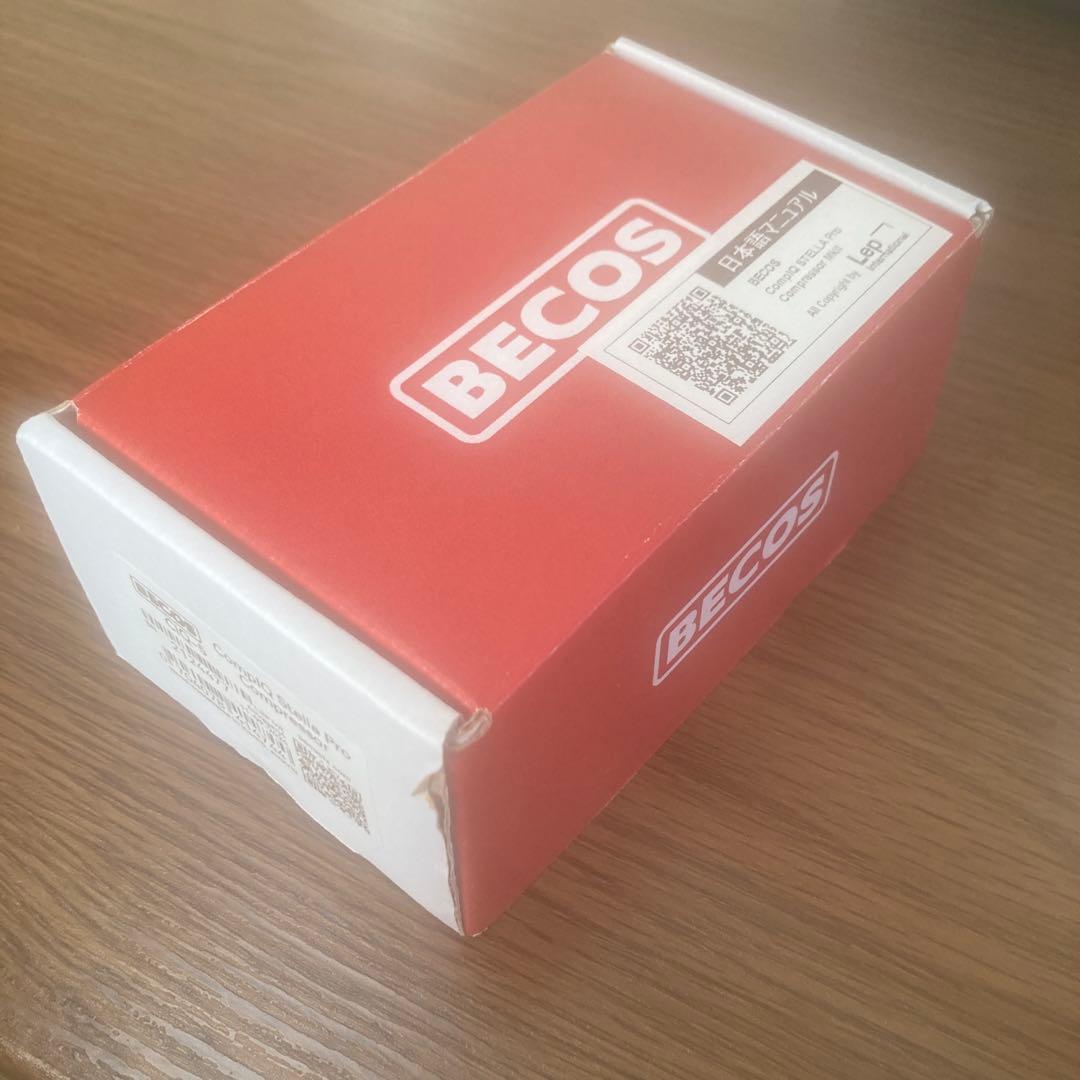 BECOS
日本語マニュアル
BECOS
CompIQ STELLA Pro
Compressor MkII
All Copyright by Lep International
BECOS
BECOS
CompIQ Stella Pro
Compressor